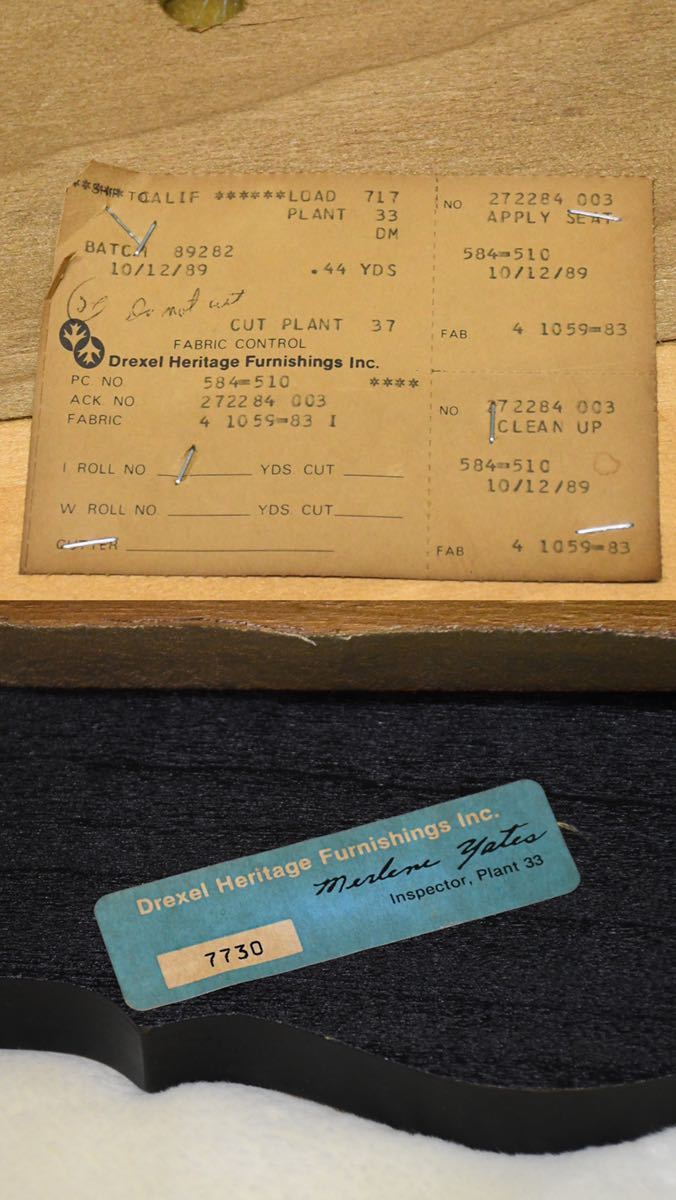 ****SHIP TO CALIF ******LOAD 717
PLANT 33
DM
BATCH 89282
10/12/89 .44 YDS
Do not cut
CUT PLANT 37
FABRIC CONTROL
Drexel Heritage Furnishings Inc.
PC. NO 584=510 ****
ACK. NO 272284 003
FABRIC 4 1059=83 I
I ROLL NO. YDS. CUT
W ROLL NO. YDS. CUT
CUTTER
NO 272284 003
APPLY SEAT
584=510
10/12/89
FAB. 4 1059=83
NO 272284 003
CLEAN UP
584=510
10/12/89
FAB 4 1059=83
Drexel Heritage Furnishings Inc.
Merlene Yates
Inspector, Plant 33
7730